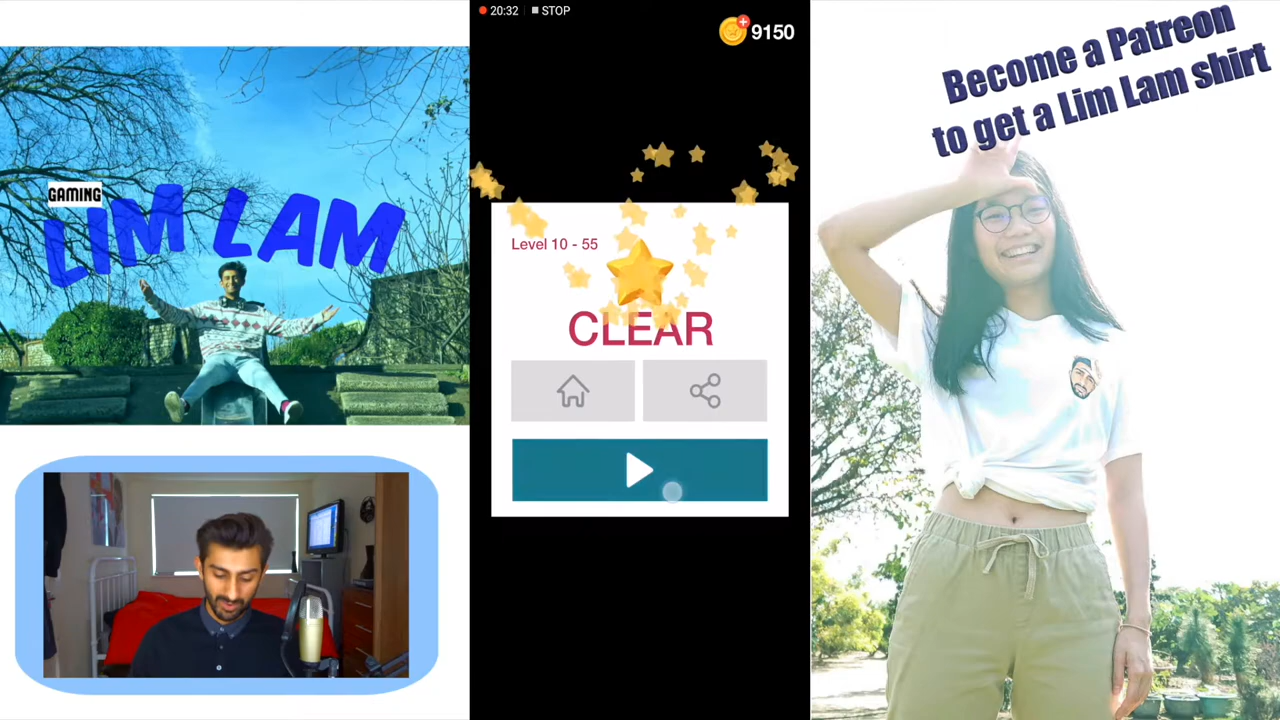 GAMING
LIM LAM
20:32 STOP
9150
Level 10 - 55
CLEAR
Become a Patreon
to get a Lim Lam shirt